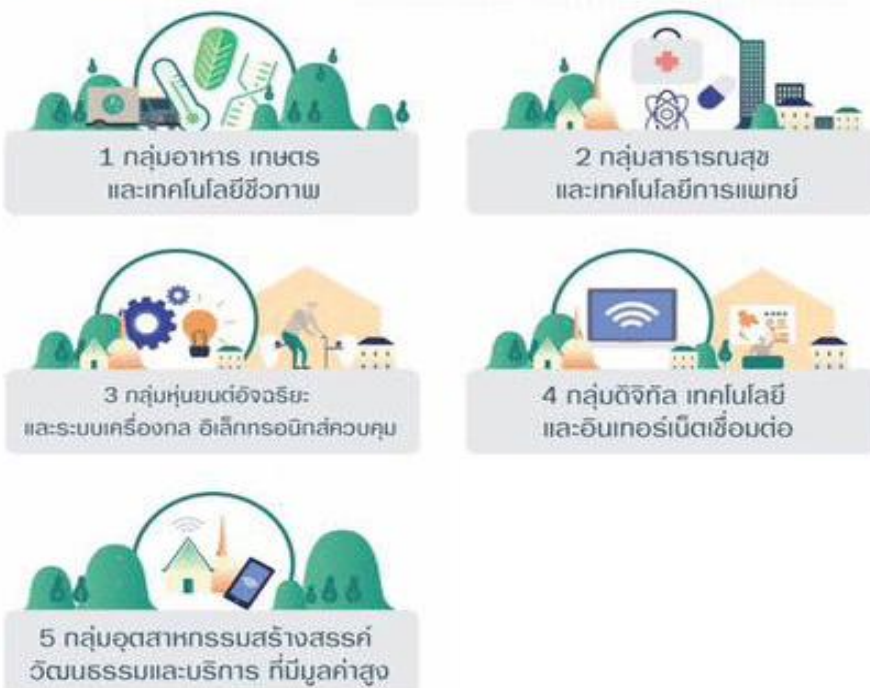 1 กลุ่มอาหาร เกษตร
และเทคโนโลยีชีวภาพ
2 กลุ่มสาธารณสุข
และเทคโนโลยีการแพทย์
3 กลุ่มหุ่นยนต์อัจฉริยะ
และระบบเครื่องกล อิเล็กทรอนิกส์ควบคุม
4 กลุ่มดิจิทัล เทคโนโลยี
และอินเทอร์เน็ตเชื่อมต่อ
5 กลุ่มอุตสาหกรรมสร้างสรรค์
วัฒนธรรมและบริการ ที่มีมูลค่าสูง